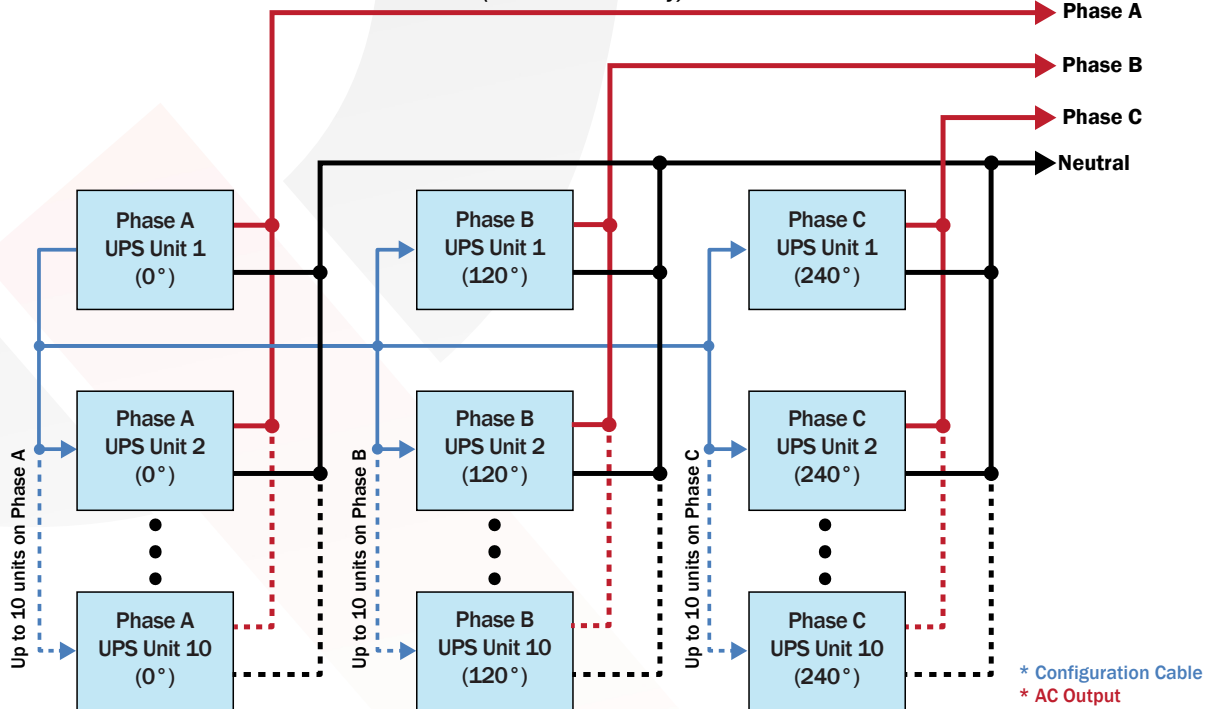 Phase A
Phase B
Phase C
Neutral
Phase A
UPS Unit 1
(0°)
Phase B
UPS Unit 1
(120°)
Phase C
UPS Unit 1
(240°)
Phase A
UPS Unit 2
(0°)
Phase B
UPS Unit 2
(120°)
Phase C
UPS Unit 2
(240°)
Up to 10 units on Phase A
Up to 10 units on Phase B
Up to 10 units on Phase C
Phase A
UPS Unit 10
(0°)
Phase B
UPS Unit 10
(120°)
Phase C
UPS Unit 10
(240°)
* Configuration Cable
* AC Output